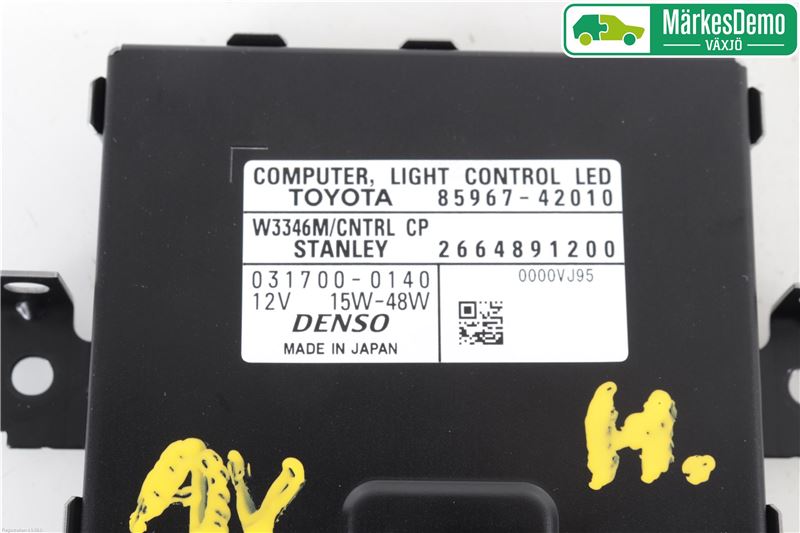 MärkesDemo
VÄXJÖ
COMPUTER, LIGHT CONTROL LED
TOYOTA 85967-42010
W3346M/CNTRL CP
STANLEY 2664891200
031700-0140 0000VJ95
12V 15W-48W
DENSO
MADE IN JAPAN
H.